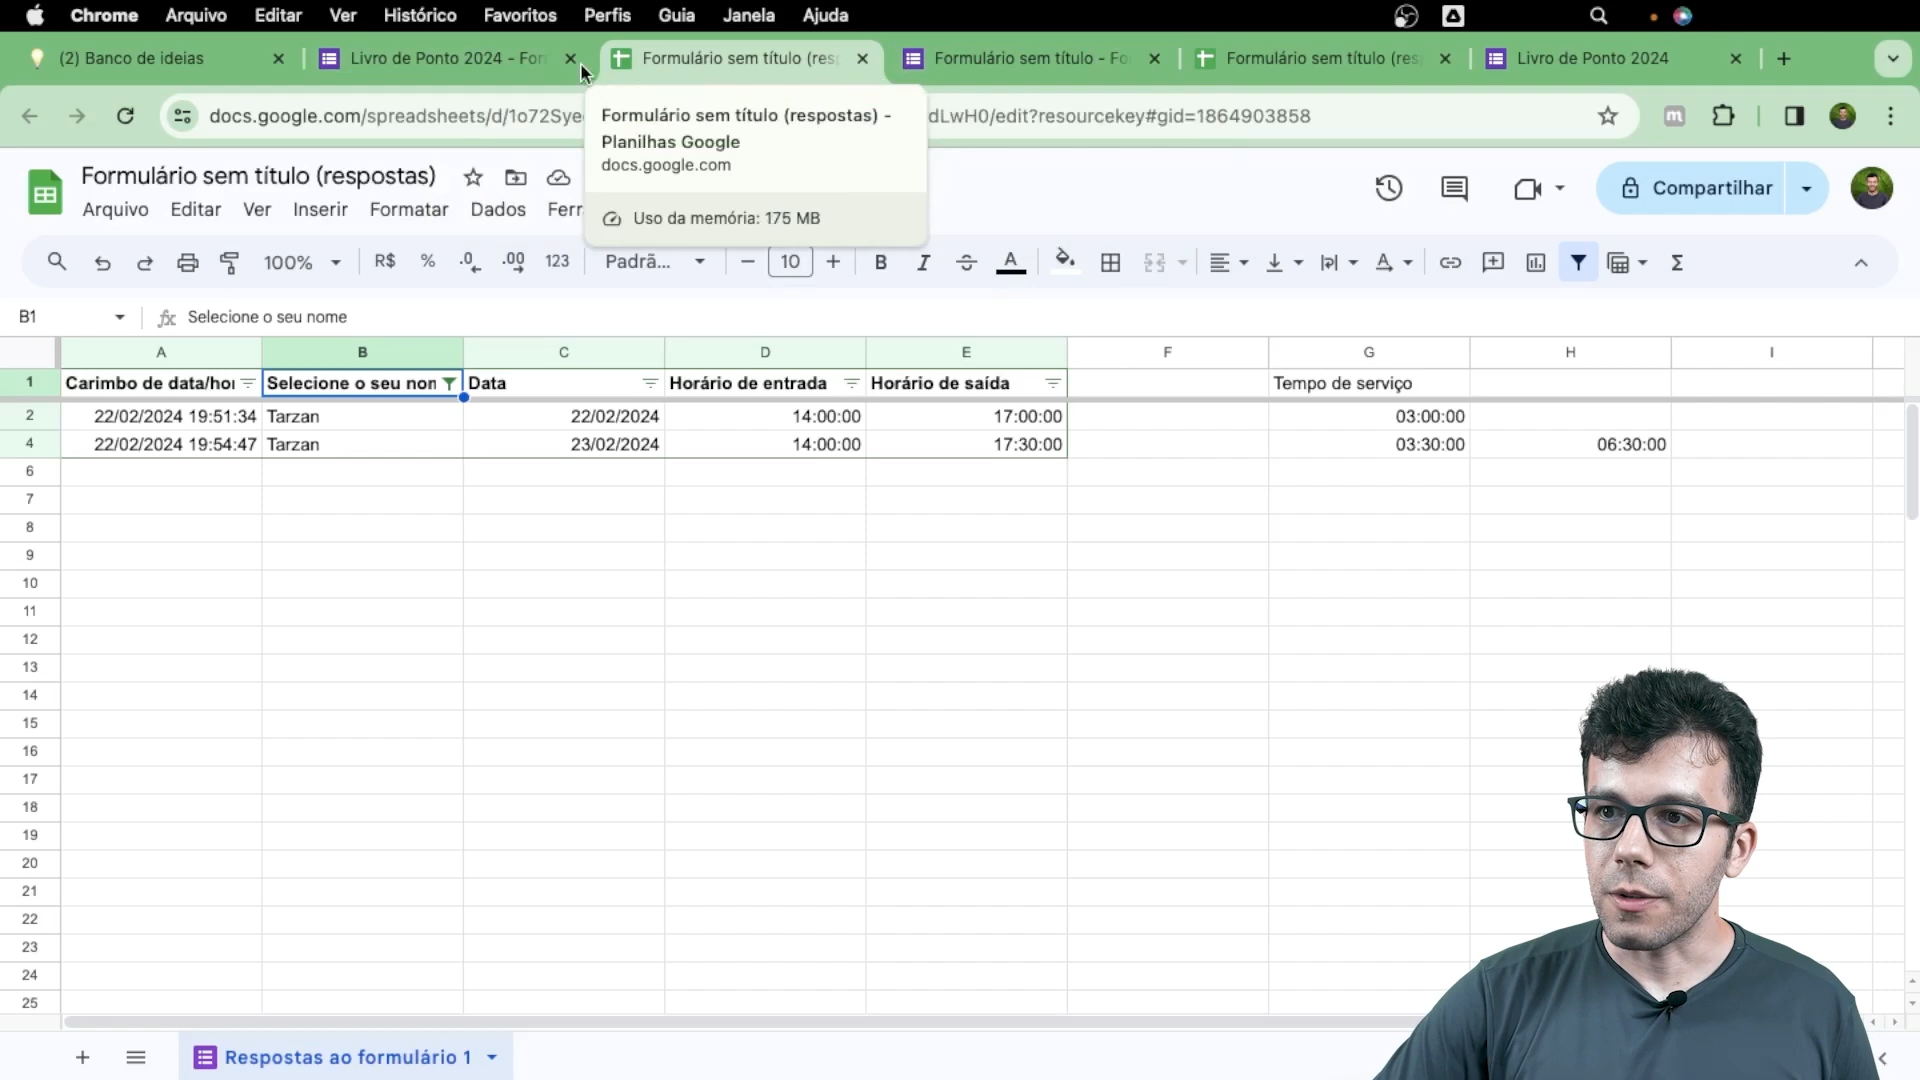 Chrome Arquivo Editar Ver Histórico Favoritos Perfis Guia Janela Ajuda
(2) Banco de ideias
Livro de Ponto 2024 - For
Formulário sem título (res
Formulário sem título - Fo
Formulário sem título (res
Livro de Ponto 2024
docs.google.com/spreadsheets/d/1o72Sye dLwH0/edit?resourcekey#gid=1864903858
Formulário sem título (respostas) -
Planilhas Google
docs.google.com
Uso da memória: 175 MB
Formulário sem título (respostas)
Compartilhar
Arquivo Editar Ver Inserir Formatar Dados Ferr
100% R$ % .0 .00 123 Padrã... 10 B I A Σ
B1 fx Selecione o seu nome
A B C D E F G H I
1 Carimbo de data/hor Selecione o seu nom Data Horário de entrada Horário de saída Tempo de serviço
2 22/02/2024 19:51:34 Tarzan 22/02/2024 14:00:00 17:00:00 03:00:00
4 22/02/2024 19:54:47 Tarzan 23/02/2024 14:00:00 17:30:00 03:30:00 06:30:00
6
7
8
9
10
11
12
13
14
15
16
17
18
19
20
21
22
23
24
25
Respostas ao formulário 1